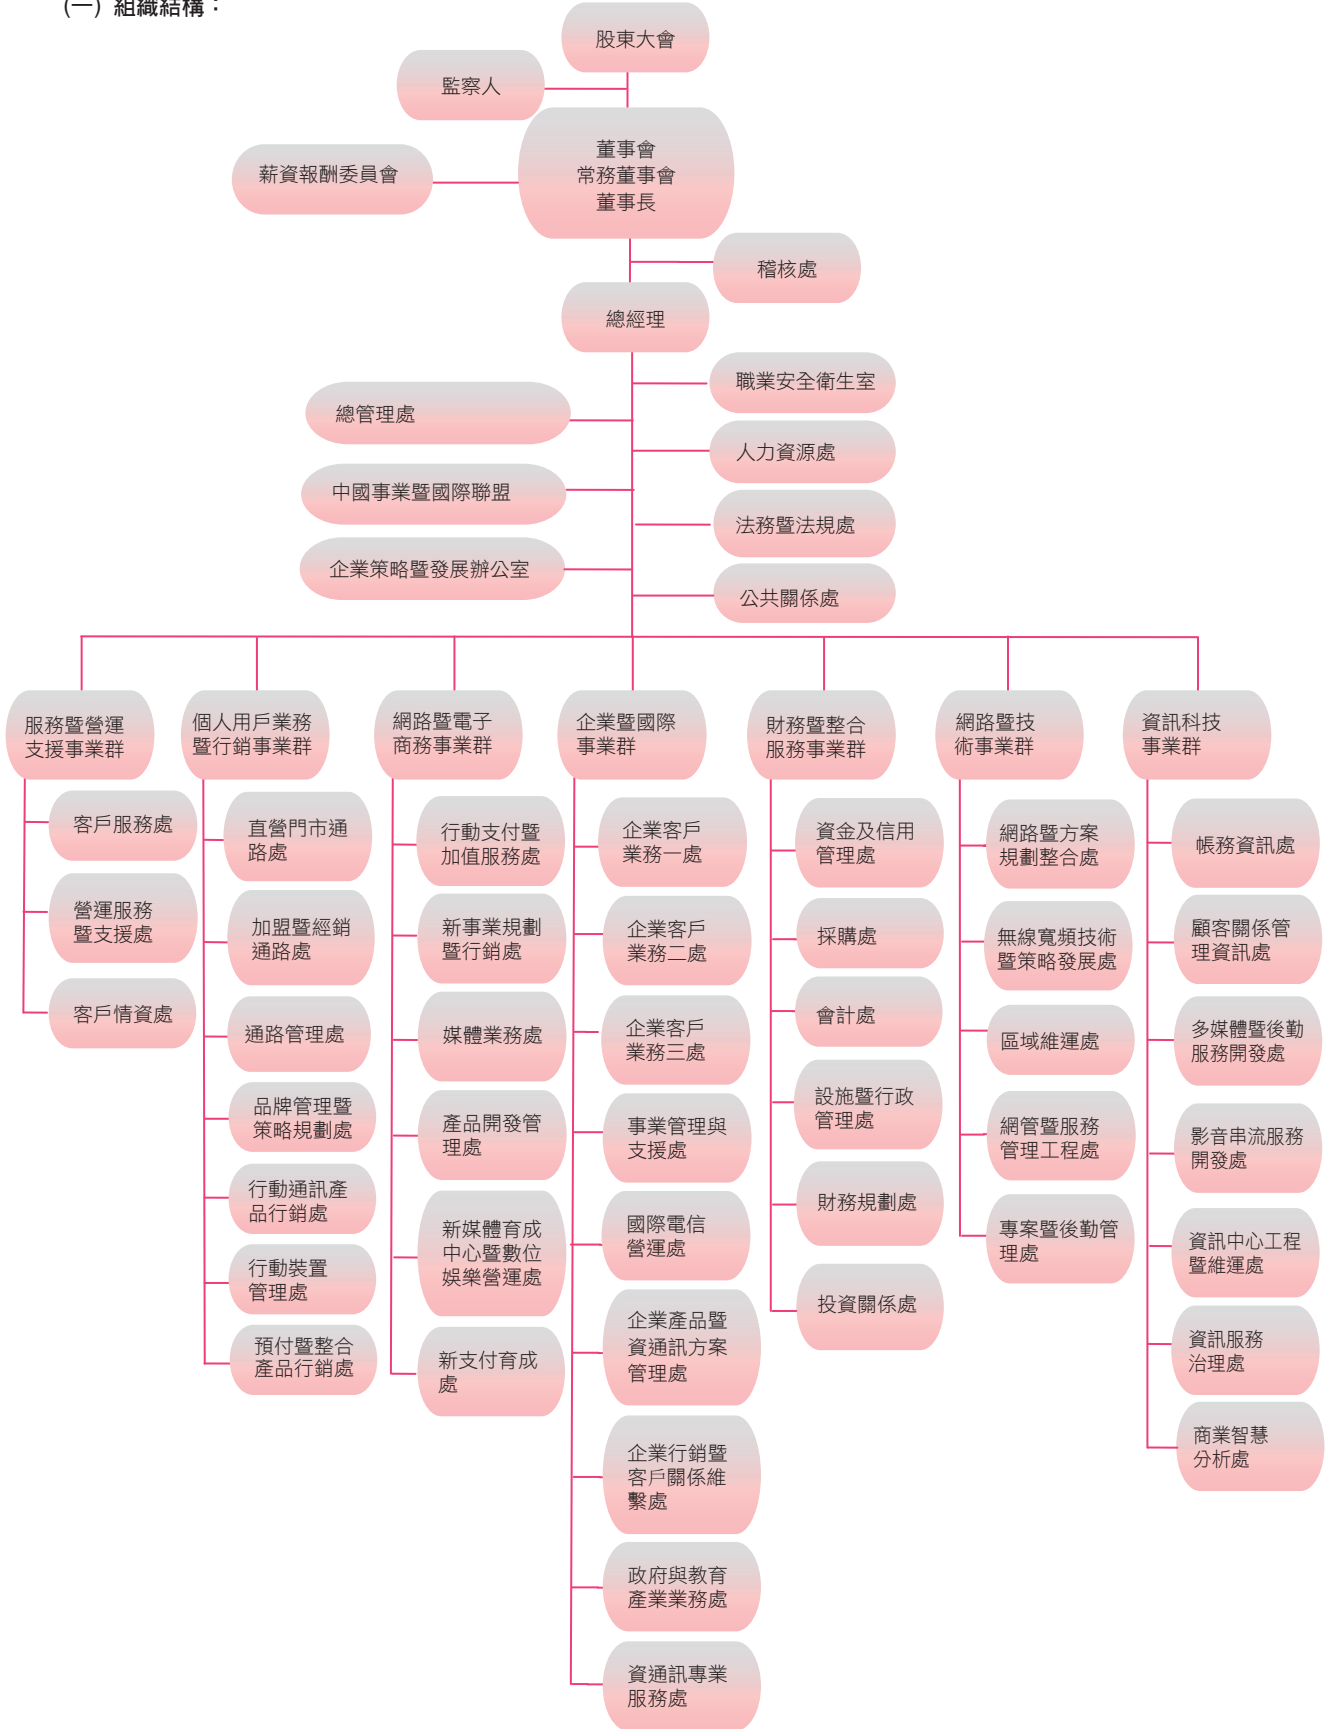 (一) 組織結構：
股東大會
監察人
董事會
常務董事會
董事長
薪資報酬委員會
稽核處
總經理
職業安全衛生室
總管理處
人力資源處
中國事業暨國際聯盟
法務暨法規處
企業策略暨發展辦公室
公共關係處
服務暨營運
支援事業群
客戶服務處
營運服務
暨支援處
客戶情資處
個人用戶業務
暨行銷事業群
直營門市通
路處
加盟暨經銷
通路處
通路管理處
品牌管理暨
策略規劃處
行動通訊產
品行銷處
行動裝置
管理處
預付暨整合
產品行銷處
網路暨電子
商務事業群
行動支付暨
加值服務處
新事業規劃
暨行銷處
媒體業務處
產品開發管
理處
新媒體育成
中心暨數位
娛樂營運處
新支付育成
處
企業暨國際
事業群
企業客戶
業務一處
企業客戶
業務二處
企業客戶
業務三處
事業管理與
支援處
國際電信
營運處
企業產品暨
資通訊方案
管理處
企業行銷暨
客戶關係維
繫處
政府與教育
產業業務處
資通訊專業
服務處
財務暨整合
服務事業群
資金及信用
管理處
採購處
會計處
設施暨行政
管理處
財務規劃處
投資關係處
網路暨技
術事業群
網路暨方案
規劃整合處
無線寬頻技術
暨策略發展處
區域維運處
網管暨服務
管理工程處
專案暨後勤管
理處
資訊科技
事業群
帳務資訊處
顧客關係管
理資訊處
多媒體暨後勤
服務開發處
影音串流服務
開發處
資訊中心工程
暨維運處
資訊服務
治理處
商業智慧
分析處